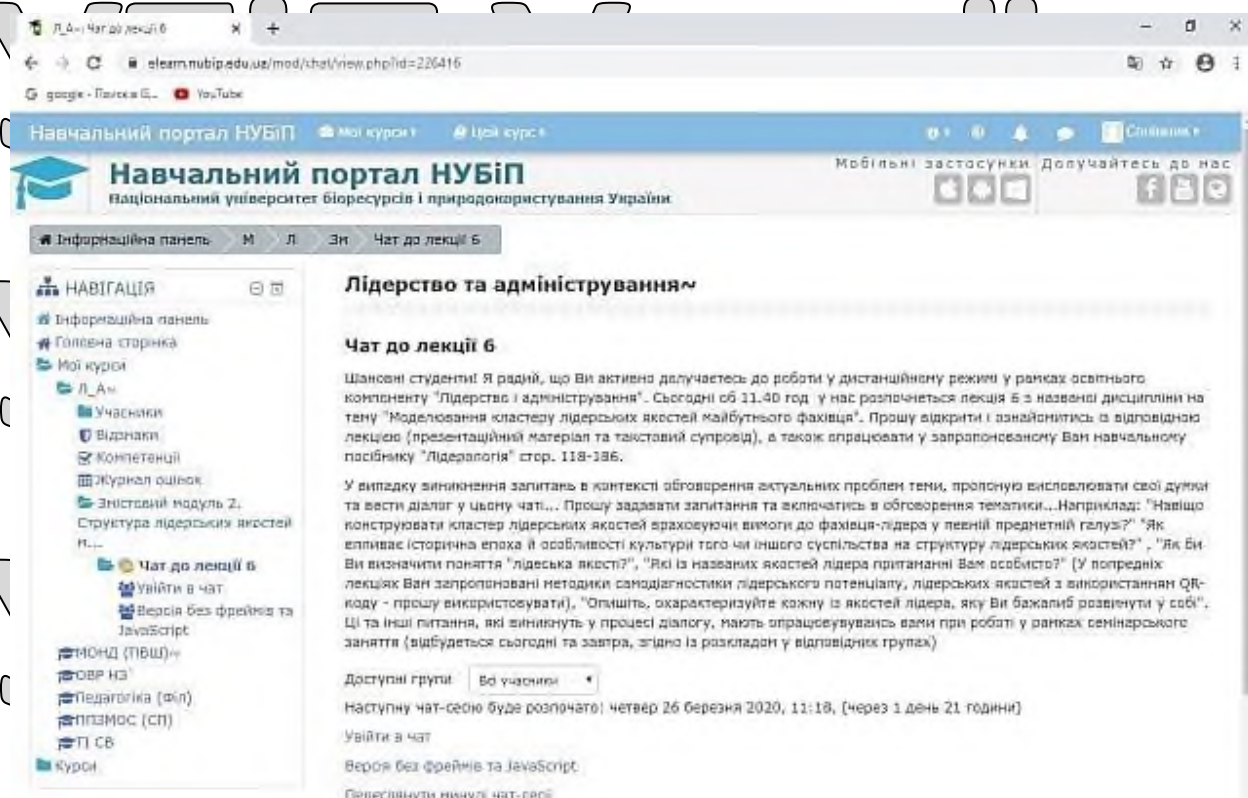 Л_А~: Чат до лекції 6
elearn.nubip.edu.ua/mod/chat/view.php?id=226416
YouTube
Навчальний портал НУБіП Мої курси Цей курс
Мобільні застосунки Долучайтесь до нас
Навчальний портал НУБіП
Національний університет біоресурсів і природокористування України
Інформаційна панель М Л Зм Чат до лекції 6
НАВІГАЦІЯ
Інформаційна панель
Головна сторінка
Мої курси
Л_А~
Учасники
Відзнаки
Компетенції
Журнал оцінок
Змістовий модуль 2.
Структура лідерських якостей
м....
Чат до лекції 6
Увійти в чат
Версія без фреймів та
JavaScript
МОНД (ПВШ)~
ОВР НЗ`
Педагогіка (Філ)
ППЗМОС (СП)
ТІ СВ
Курси
Лідерство та адміністрування~
Чат до лекції 6
Шановні студенти! Я радий, що Ви активно долучаетесь до роботи у дистанційному режимі у рамках освітнього
компоненту "Лідерство і адміністрування". Сьогодні об 11.40 год у нас розпочнеться лекція 6 з названої дисципліни на
тему "Моделювання кластеру лідерських якостей майбутнього фахівця". Прошу відкрити і ознайомитись із відповідною
лекцією (презентаційний матеріал та такстовий супровід), а також опрацювати у запропонованому Вам навчальному
посібнику "Лідерологія" стор. 118-186.
У випадку виникнення запитань в контексті обговорення актуальних проблем теми, пропоную висловлювати свої думки
та вести діалог у цьому чаті... Прошу задавати запитання та включатись в обговорення тематики...Наприклад: "Навіщо
конструювати кластер лідерських якостей враховуючи вимоги до фахівця-лідера у певній предметній галузі?" "Як
впливає історична епоха й особливості культури того чи іншого суспільства на структуру лідерських якостей?" , "Як би
Ви визначити поняття "лідеська якості?", "Які із названих якостей лідера притаманні Вам особисто?" (У попередніх
лекціях Вам запропоновані методики самодіагностики лідерського потенціалу, лідерських якостей з використанням QR-
коду - прошу використовувати), "Опишіть, охарактеризуйте кожну із якостей лідера, яку Ви бажалиб розвинути у собі".
Ці та інші питання, які виникнуть у процесі діалогу, мають опрацьовувувались вами при роботі у рамках семінарського
заняття (відбудеться сьогодні та завтра, згідно із розкладом у відповідних групах)
Доступні групи Всі учасники
Наступну чат-сесію буде розпочато: четвер 26 березня 2020, 11:18, (через 1 день 21 години)
Увійти в чат
Версія без фреймів та JavaScript
Переглянути минулі чат-сесії